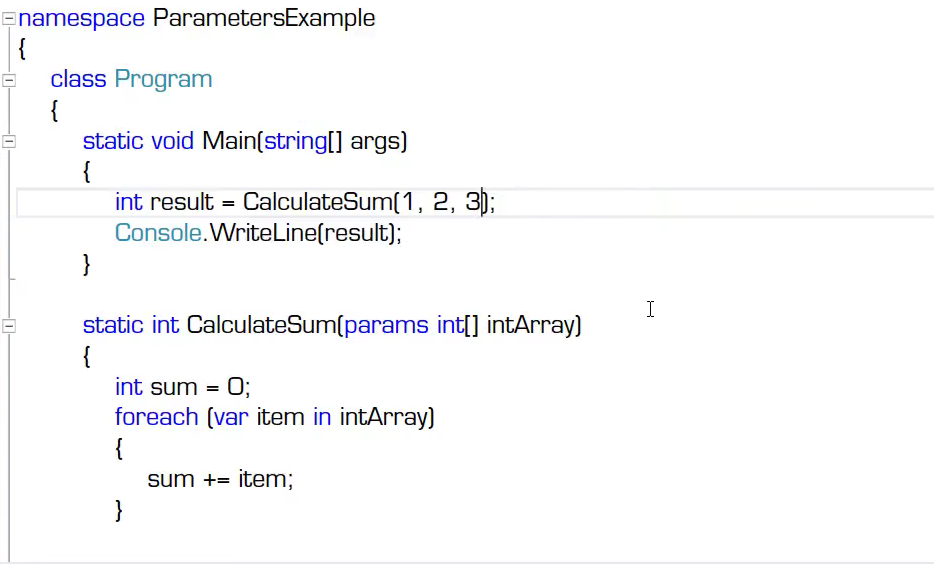 namespace ParametersExample
{
class Program
{
static void Main(string[] args)
{
int result = CalculateSum(1, 2, 3);
Console.WriteLine(result);
}
static int CalculateSum(params int[] intArray)
{
int sum = 0;
foreach (var item in intArray)
{
sum += item;
}